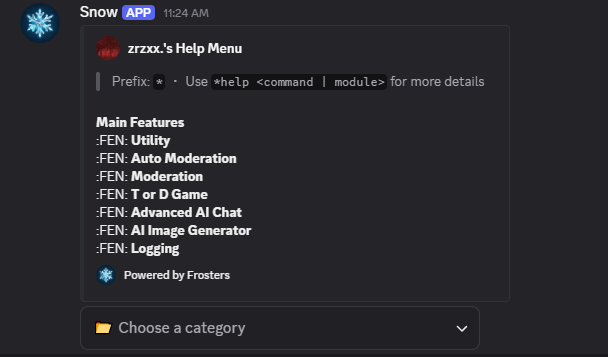 Snow APP 11:24 AM
zrzxx.'s Help Menu
Prefix: * • Use *help <command | module> for more details
Main Features
:FEN: Utility
:FEN: Auto Moderation
:FEN: Moderation
:FEN: T or D Game
:FEN: Advanced AI Chat
:FEN: AI Image Generator
:FEN: Logging
Powered by Frosters
Choose a category